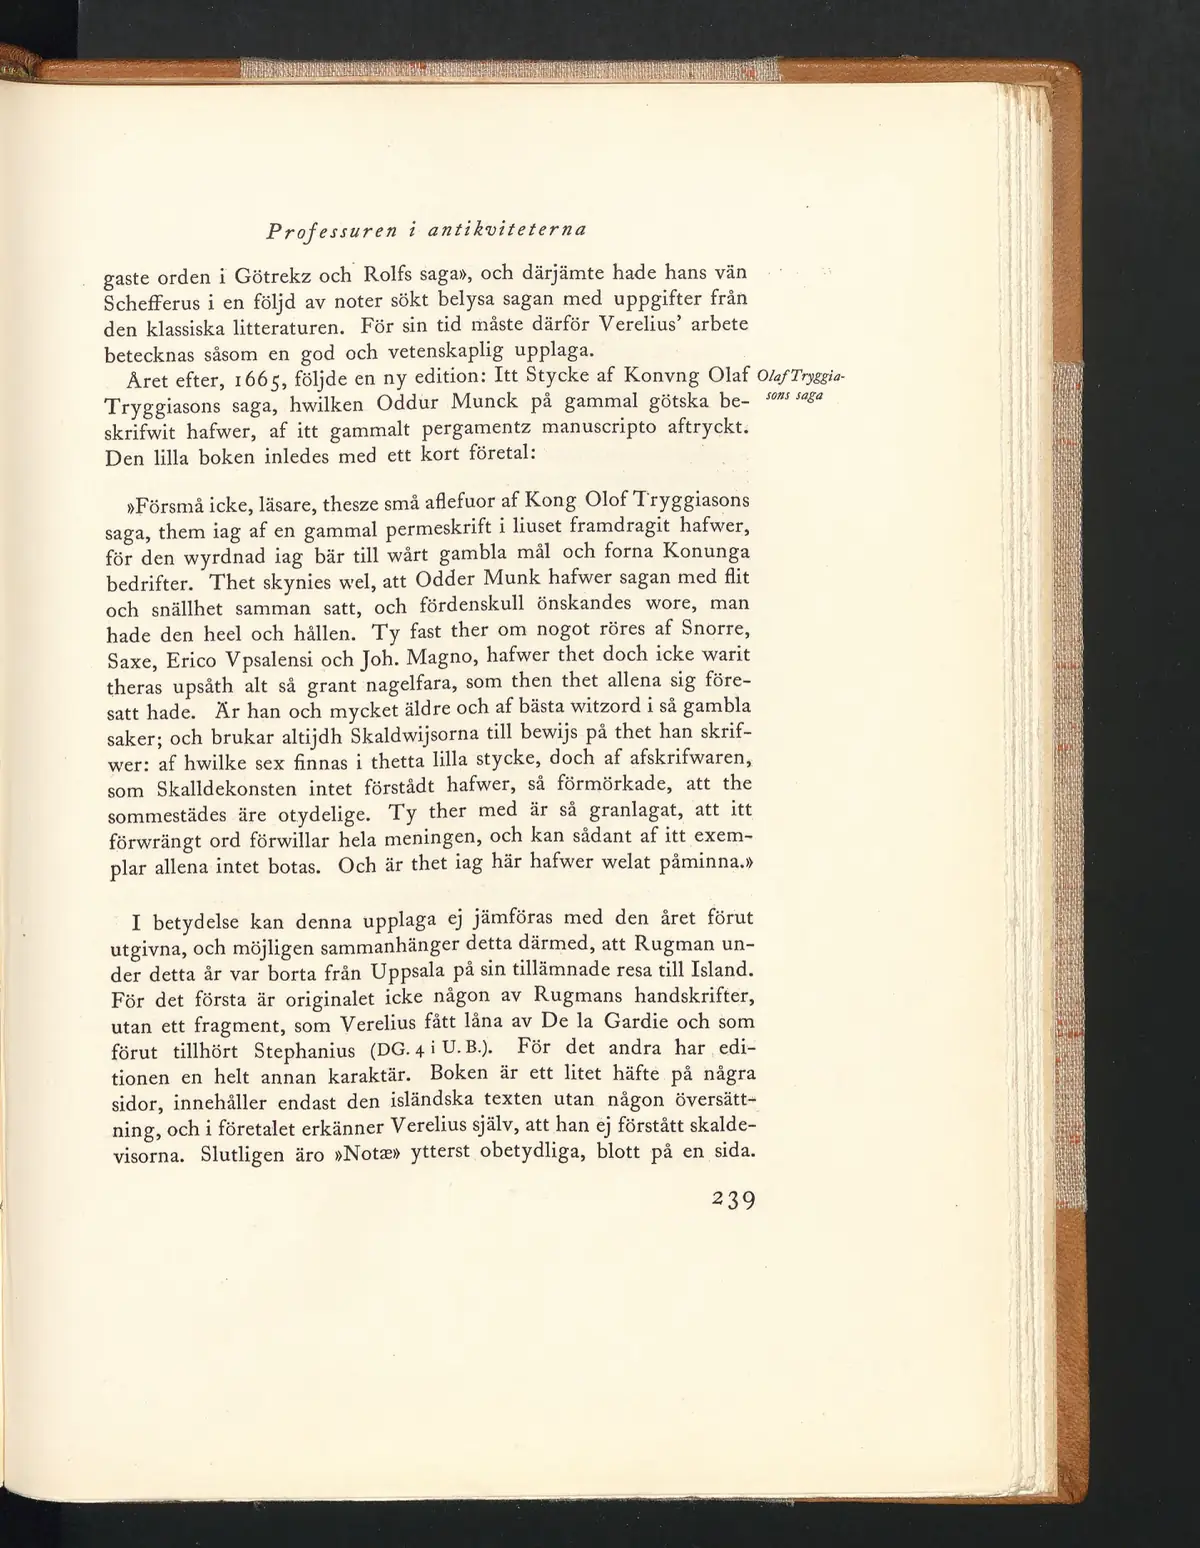 Professuren i antikviteterna
gaste orden i Götrekz och Rolfs saga», och därjämte hade hans vän
Schefferus i en följd av noter sökt belysa sagan med uppgifter från
den klassiska litteraturen. För sin tid måste därför Verelius’ arbete
betecknas såsom en god och vetenskaplig upplaga.
Året efter, 1665, följde en ny edition: Itt Stycke af Konvng Olaf
Olaf Tryggia-
sons saga
Tryggiasons saga, hwilken Oddur Munck på gammal götska be-
skrifwit hafwer, af itt gammalt pergamentz manuscripto aftryckt.
Den lilla boken inledes med ett kort företal:
»Försmå icke, läsare, thesze små aflefuor af Kong Olof Tryggiasons
saga, them iag af en gammal permeskrift i liuset framdragit hafwer,
för den wyrdnad iag bär till wårt gambla mål och forna Konunga
bedrifter. Thet skynies wel, att Odder Munk hafwer sagan med flit
och snällhet samman satt, och fördenskull önskandes wore, man
hade den heel och hållen. Ty fast ther om nogot röres af Snorre,
Saxe, Erico Vpsalensi och Joh. Magno, hafwer thet doch icke warit
theras upsåth alt så grant nagelfara, som then thet allena sig före-
satt hade. Är han och mycket äldre och af bästa witzord i så gambla
saker; och brukar altijdh Skaldwijsorna till bewijs på thet han skrif-
wer: af hwilke sex finnas i thetta lilla stycke, doch af afskrifwaren,
som Skalldekonsten intet förstådt hafwer, så förmörkade, att the
sommestädes äre otydelige. Ty ther med är så granlagat, att itt
förwrängt ord förwillar hela meningen, och kan sådant af itt exem-
plar allena intet botas. Och är thet iag här hafwer welat påminna.»
I betydelse kan denna upplaga ej jämföras med den året förut
utgivna, och möjligen sammanhänger detta därmed, att Rugman un-
der detta år var borta från Uppsala på sin tillämnade resa till Island.
För det första är originalet icke någon av Rugmans handskrifter,
utan ett fragment, som Verelius fått låna av De la Gardie och som
förut tillhört Stephanius (DG. 4 i U. B.). För det andra har edi-
tionen en helt annan karaktär. Boken är ett litet häfte på några
sidor, innehåller endast den isländska texten utan någon översätt-
ning, och i företalet erkänner Verelius själv, att han ej förstått skalde-
visorna. Slutligen äro »Notæ» ytterst obetydliga, blott på en sida.
239